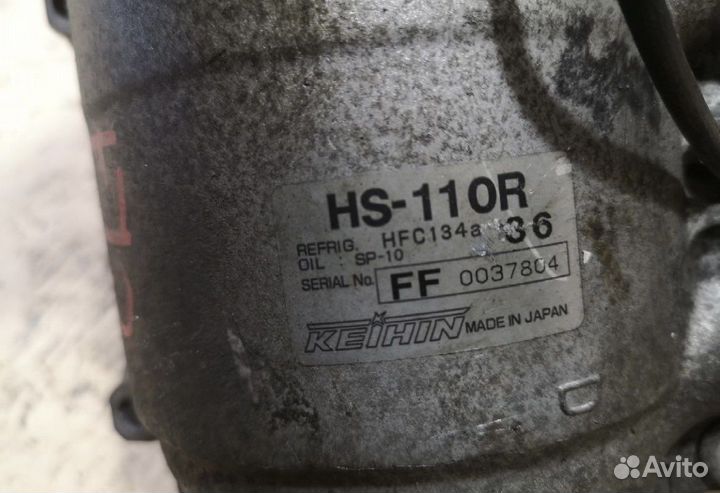 HS-110R
REFRIG. HFC134a 36
OIL : SP-10
SERIAL No. FF 0037804
KEIHIN MADE IN JAPAN
Avito